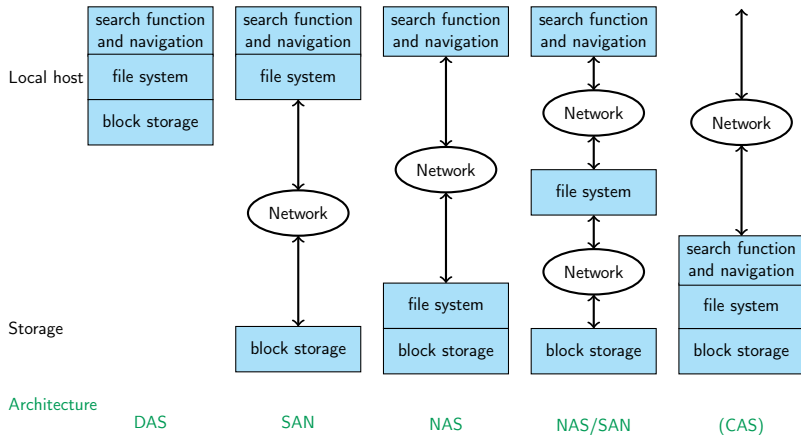 Local host
search function
and navigation
file system
block storage
search function
and navigation
file system
Network
block storage
search function
and navigation
Network
file system
block storage
search function
and navigation
Network
file system
Network
block storage
Network
search function
and navigation
file system
block storage
Storage
Architecture
DAS
SAN
NAS
NAS/SAN
(CAS)